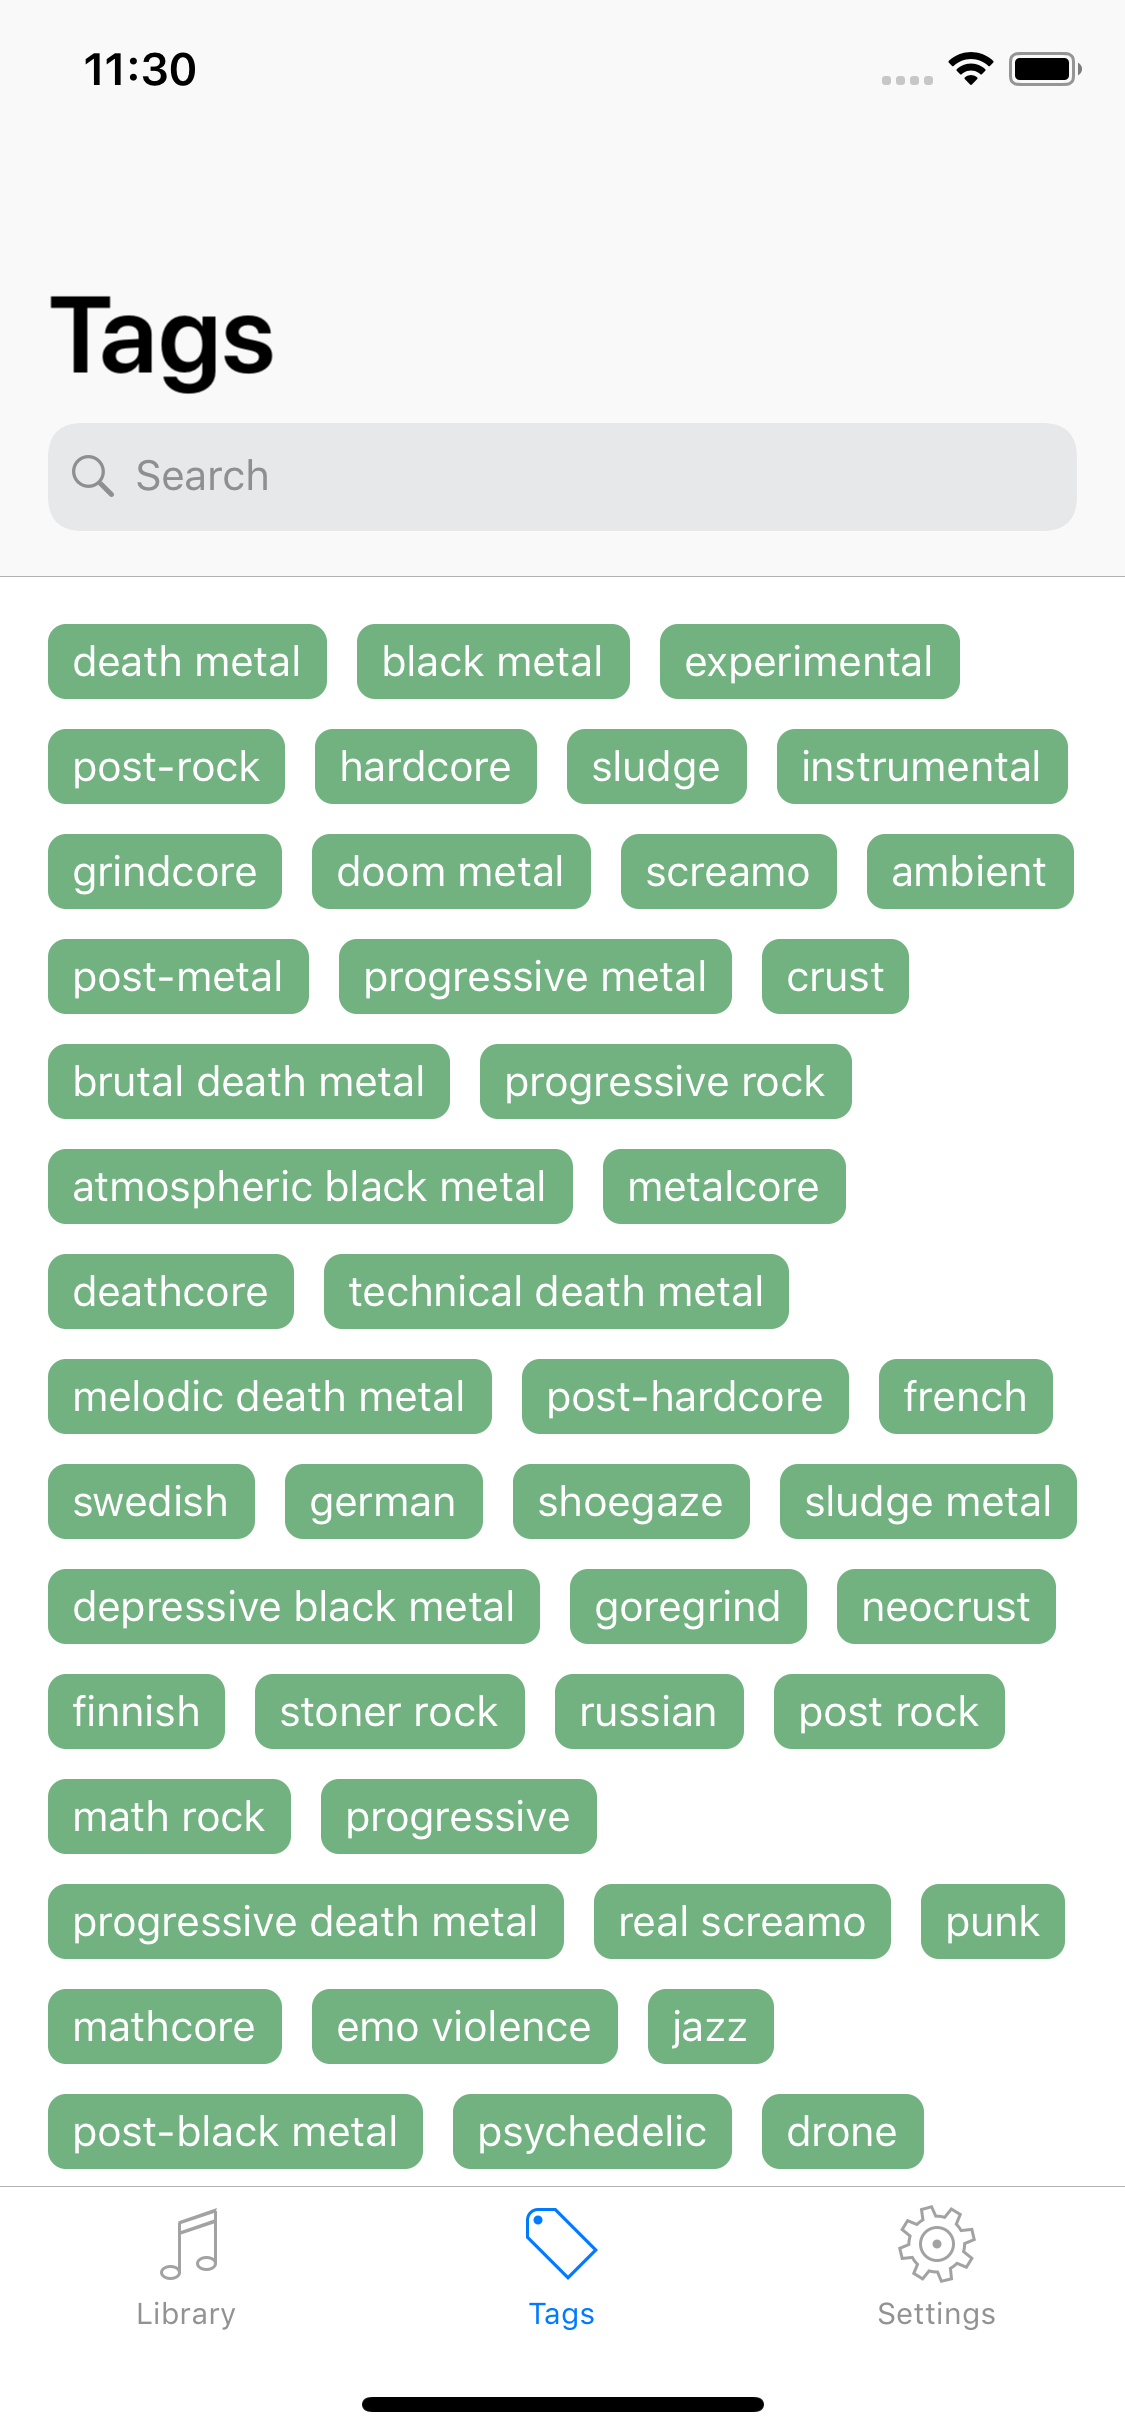 11:30
Tags
Search
death metal black metal experimental
post-rock hardcore sludge instrumental
grindcore doom metal screamo ambient
post-metal progressive metal crust
brutal death metal progressive rock
atmospheric black metal metalcore
deathcore technical death metal
melodic death metal post-hardcore french
swedish german shoegaze sludge metal
depressive black metal goregrind neocrust
finnish stoner rock russian post rock
math rock progressive
progressive death metal real screamo punk
mathcore emo violence jazz
post-black metal psychedelic drone
Library Tags Settings